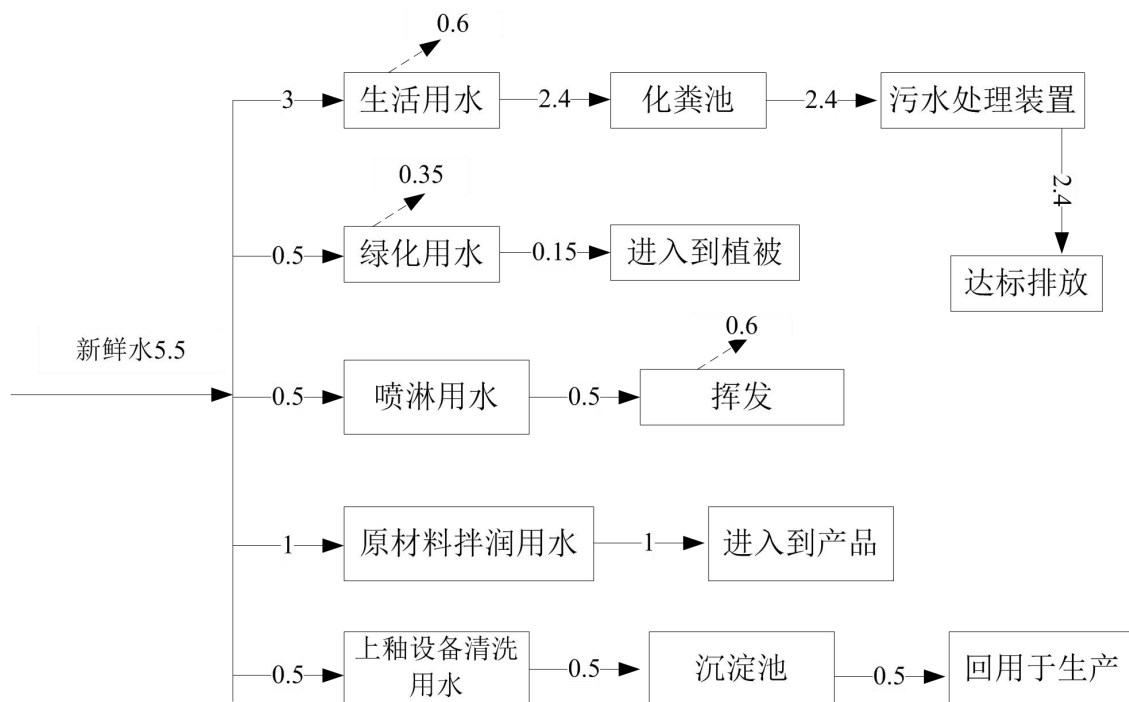 0.6
3
生活用水
2.4
化粪池
2.4
污水处理装置
2.4
0.35
0.5
绿化用水
0.15
进入到植被
达标排放
新鲜水5.5
0.6
0.5
喷淋用水
0.5
挥发
1
原材料拌润用水
1
进入到产品
0.5
上釉设备清洗
用水
0.5
沉淀池
0.5
回用于生产